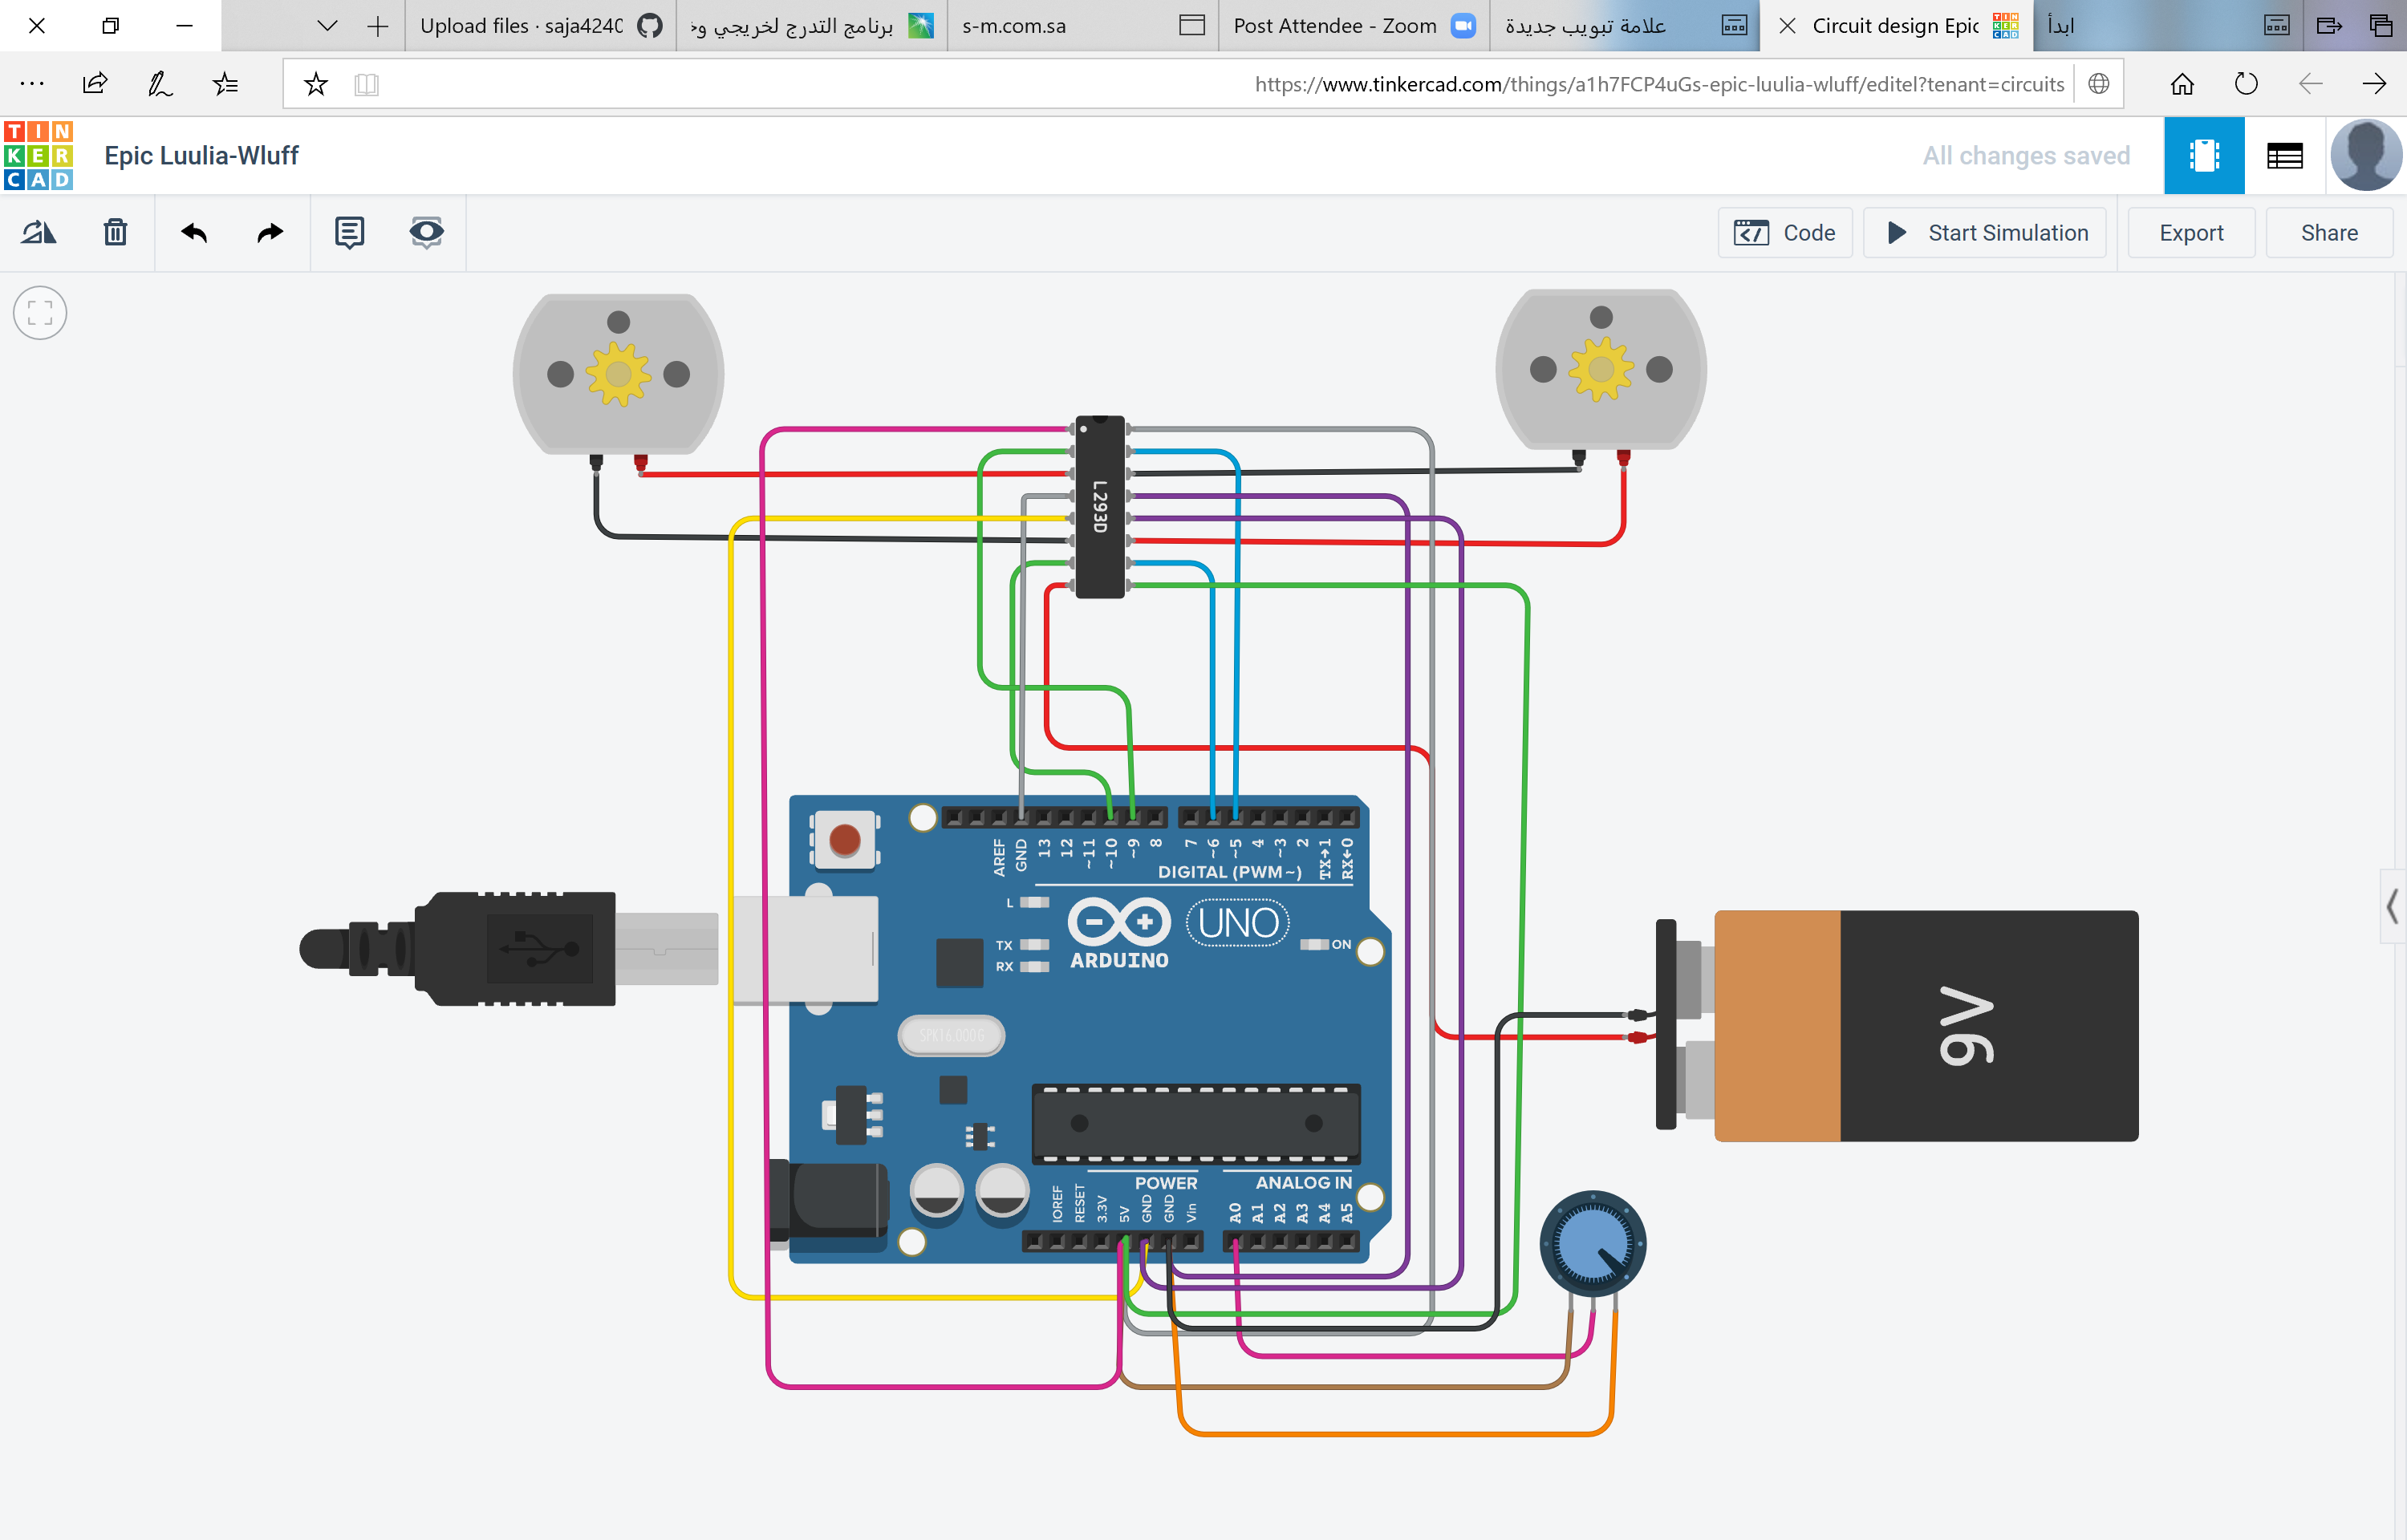 Upload files · saja4240
برنامج التدرج لخريجي وخ
s-m.com.sa
Post Attendee - Zoom
علامة تبويب جديدة
Circuit design Epic
ابدأ
https://www.tinkercad.com/things/a1h7FCP4uGs-epic-luulia-wluff/editel?tenant=circuits
TIN
KER
CAD
Epic Luulia-Wluff
All changes saved
Code
Start Simulation
Export
Share
L293D
AREF
GND
13
12
~11
~10
~9
8
7
~6
~5
4
~3
2
TX→1
RX←0
DIGITAL (PWM~)
L
TX
RX
ARDUINO
UNO
ON
SPK16.000G
9V
POWER
ANALOG IN
IOREF
RESET
3.3V
5V
GND
GND
Vin
A0
A1
A2
A3
A4
A5